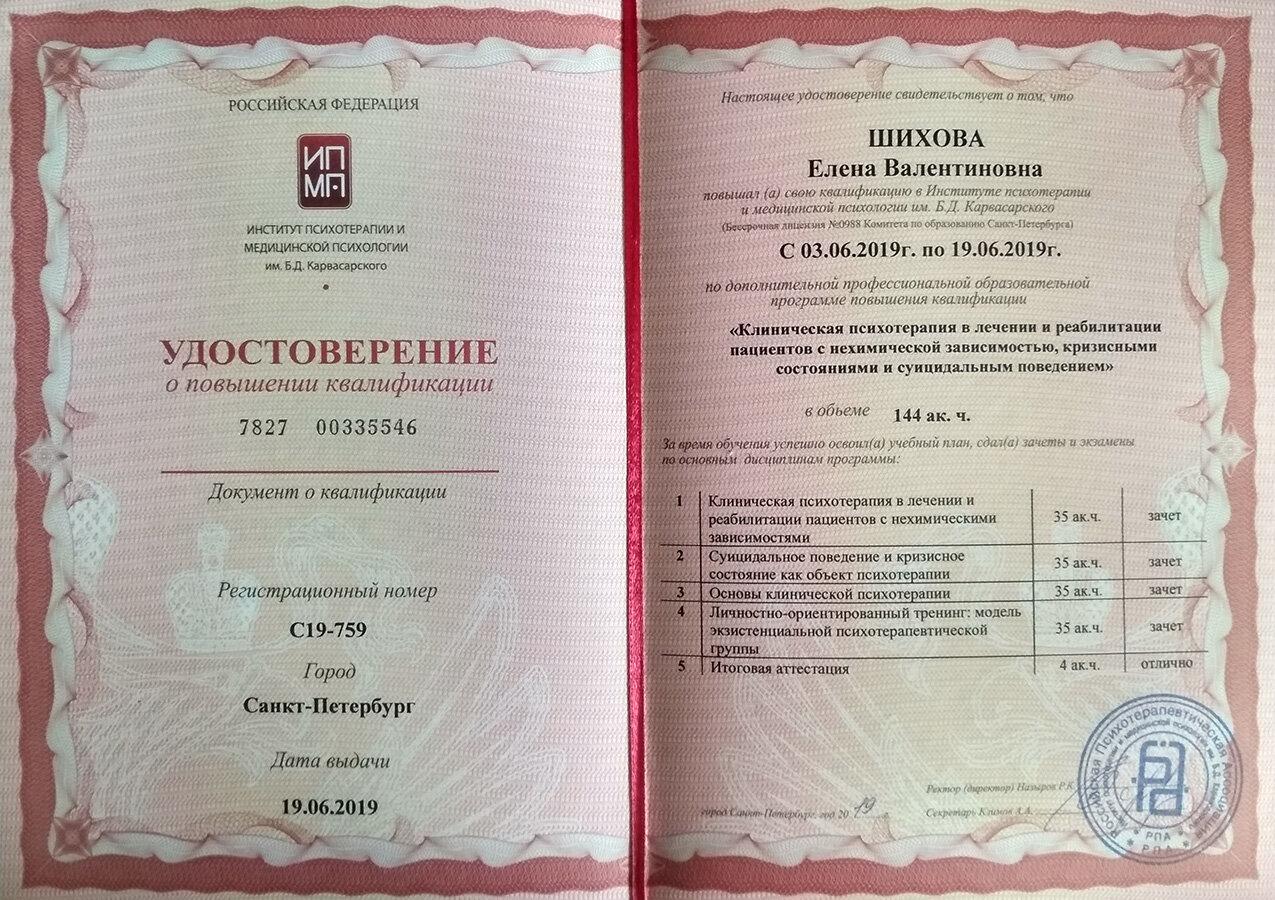 РОССИЙСКАЯ ФЕДЕРАЦИЯ
ИП
МП
ИНСТИТУТ ПСИХОТЕРАПИИ И
МЕДИЦИНСКОЙ ПСИХОЛОГИИ
им. Б.Д. Карвасарского
УДОСТОВЕРЕНИЕ
о повышении квалификации
7827 00335546
Документ о квалификации
Регистрационный номер
С19-759
Город
Санкт-Петербург
Дата выдачи
19.06.2019
Настоящее удостоверение свидетельствует о том, что
ШИХОВА
Елена Валентиновна
повышал (а) свою квалификацию в Институте психотерапии
и медицинской психологии им. Б.Д. Карвасарского
(Бессрочная лицензия №0988 Комитета по образованию Санкт-Петербурга)
С 03.06.2019г. по 19.06.2019г.
по дополнительной профессиональной образовательной
программе повышения квалификации
«Клиническая психотерапия в лечении и реабилитации
пациентов с нехимической зависимостью, кризисными
состояниями и суицидальным поведением»
в объеме 144 ак. ч.
За время обучения успешно освоил(а) учебный план, сдал(а) зачеты и экзамены
по основным дисциплинам программы:
1 Клиническая психотерапия в лечении и
реабилитации пациентов с нехимическими 35 ак.ч. зачет
зависимостями
2 Суицидальное поведение и кризисное
состояние как объект психотерапии 35 ак.ч. зачет
3 Основы клинической психотерапии 35 ак.ч. зачет
4 Личностно-ориентированный тренинг: модель
экзистенциальной психотерапевтической 35 ак.ч. зачет
группы
5 Итоговая аттестация 4 ак.ч. отлично
Ректор (директор) Назыров Р.К.
город Санкт-Петербург, год 20 19 г.
Секретарь Климов А.А.
Российская Психотерапевтическая Ассоциация
РПА
РПА